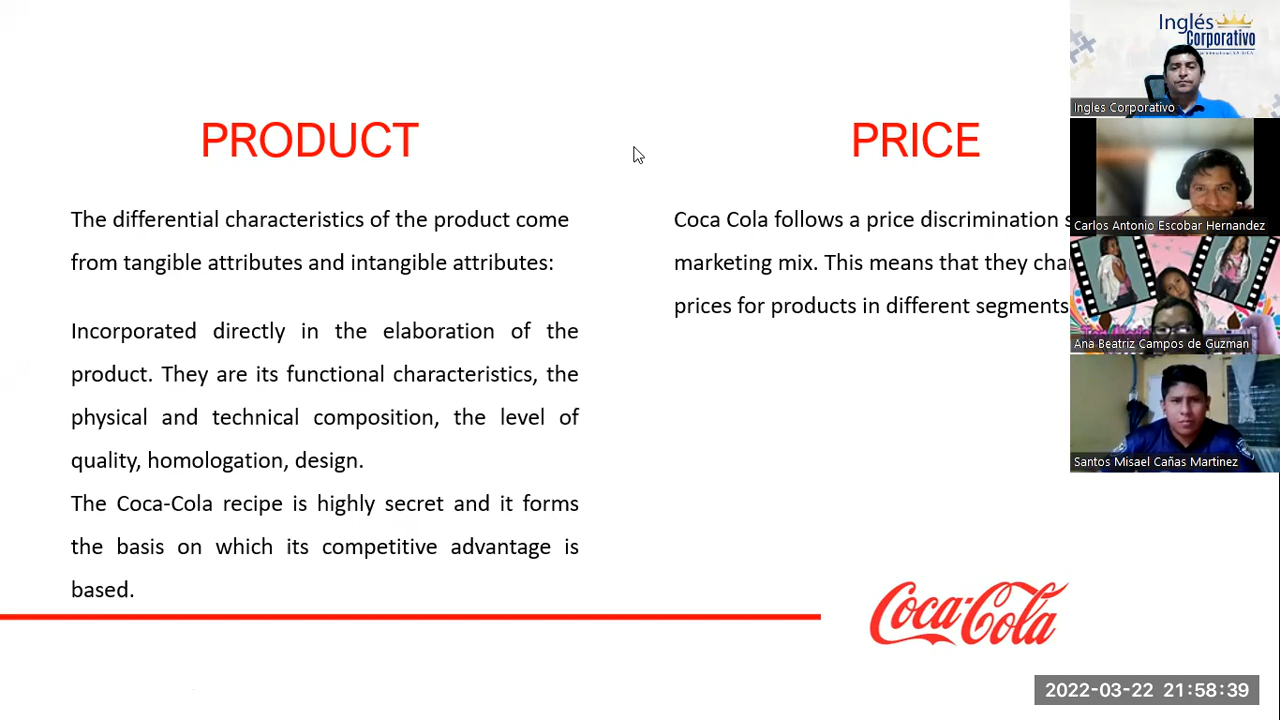 PRODUCT
The differential characteristics of the product come
from tangible attributes and intangible attributes:
Incorporated directly in the elaboration of the
product. They are its functional characteristics, the
physical and technical composition, the level of
quality, homologation, design.
The Coca-Cola recipe is highly secret and it forms
the basis on which its competitive advantage is
based.
PRICE
Coca Cola follows a price discrimination
marketing mix. This means that they
prices for products in different segments
Coca-Cola
Inglés
Corporativo
Ingles Corporativo
Carlos Antonio Escobar Hernandez
Ana Beatriz Campos de Guzman
Santos Misael Cañas Martinez
2022-03-22 21:58:39